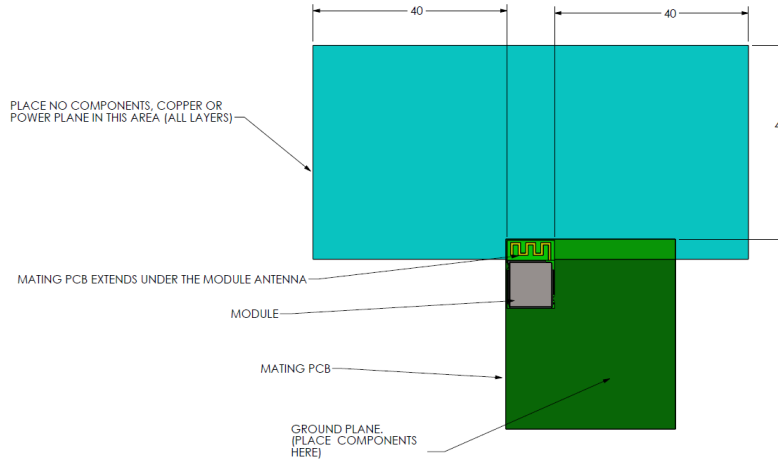 40
40
PLACE NO COMPONENTS, COPPER OR
POWER PLANE IN THIS AREA (ALL LAYERS)
MATING PCB EXTENDS UNDER THE MODULE ANTENNA
MODULE
MATING PCB
GROUND PLANE.
(PLACE COMPONENTS
HERE)